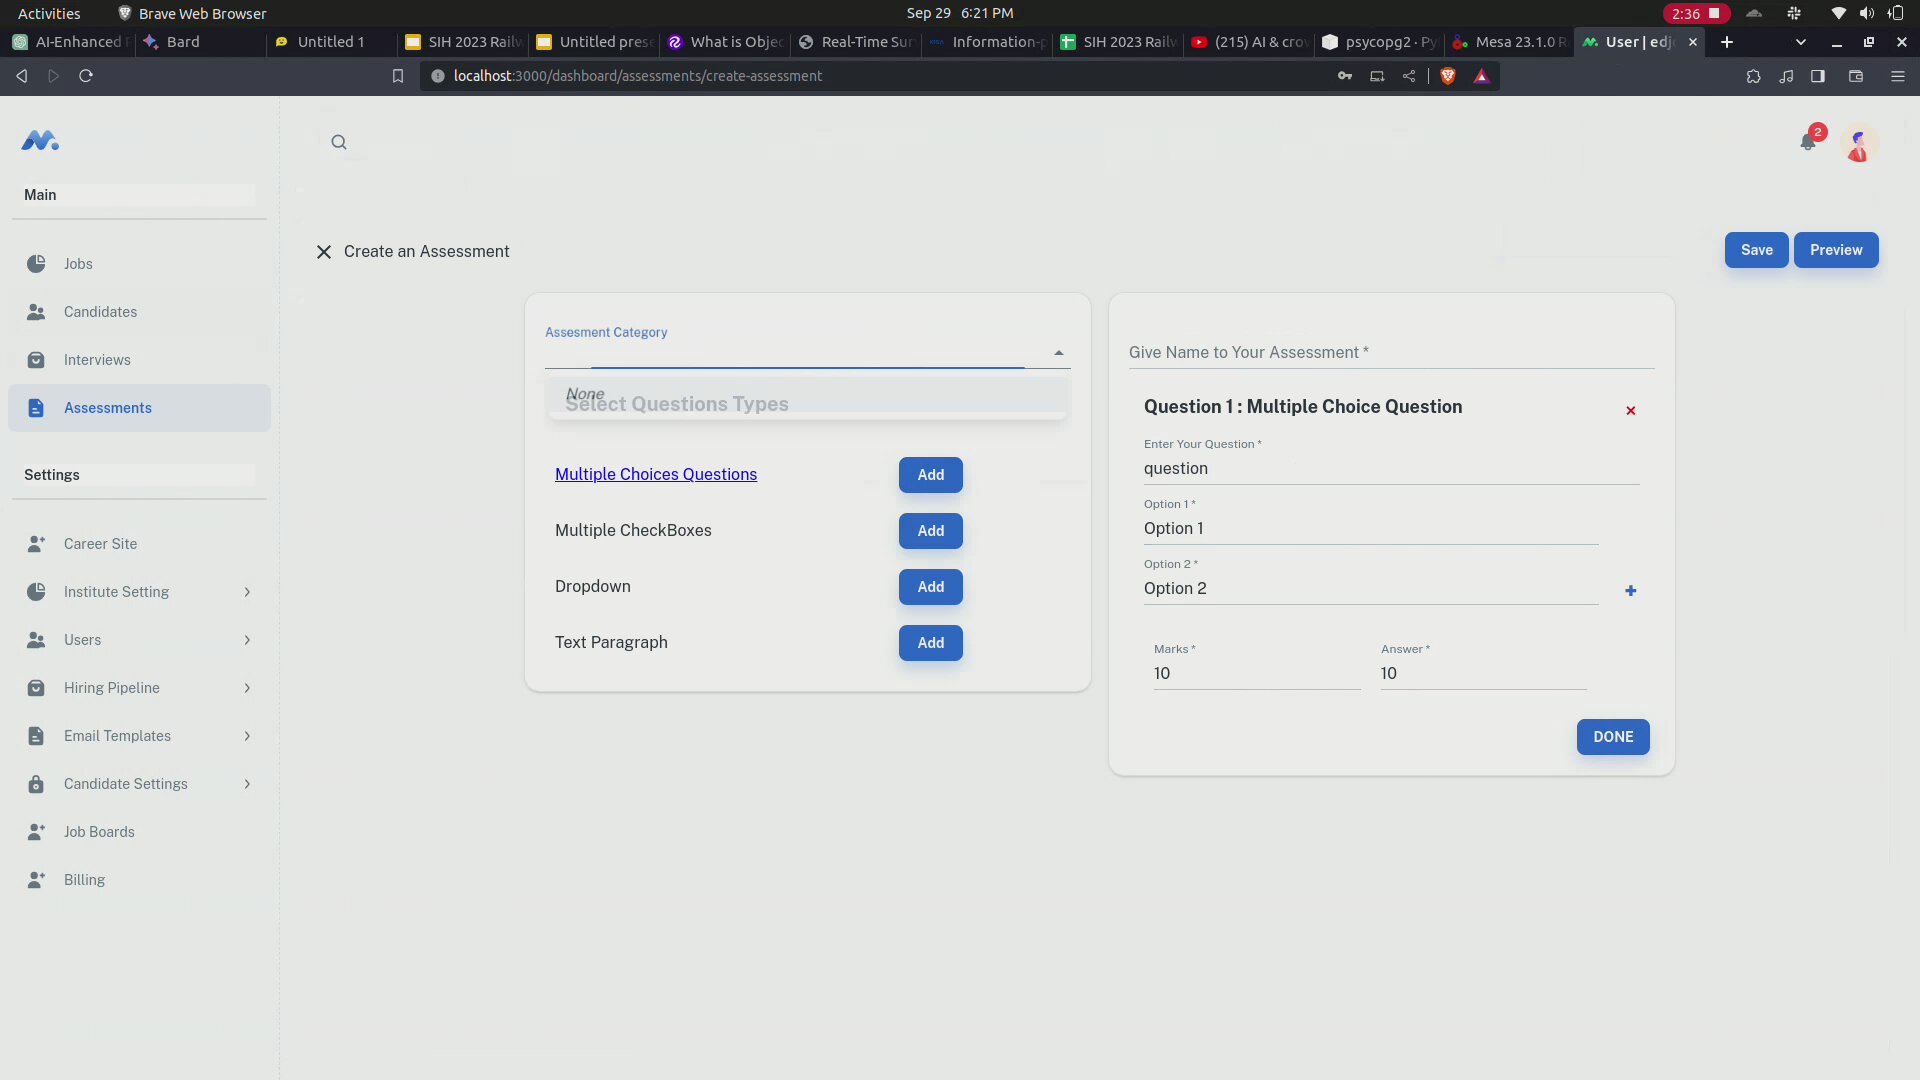 Activities
Brave Web Browser
Sep 29 6:21 PM
2:36
AI-Enhanced
Bard
Untitled 1
SIH 2023 Railw
Untitled prese
What is Objec
Real-Time Sur
Information-p
SIH 2023 Railw
(215) AI & crow
psycopg2 · Py
Mesa 23.1.0 R
User | edj
localhost:3000/dashboard/assessments/create-assessment
2
Main
Jobs
Candidates
Interviews
Assessments
Settings
Career Site
Institute Setting
Users
Hiring Pipeline
Email Templates
Candidate Settings
Job Boards
Billing
Create an Assessment
Save
Preview
Assesment Category
None
Select Questions Types
Multiple Choices Questions
Add
Multiple CheckBoxes
Add
Dropdown
Add
Text Paragraph
Add
Give Name to Your Assessment *
Question 1 : Multiple Choice Question
Enter Your Question *
question
Option 1 *
Option 1
Option 2 *
Option 2
Marks *
10
Answer *
10
DONE